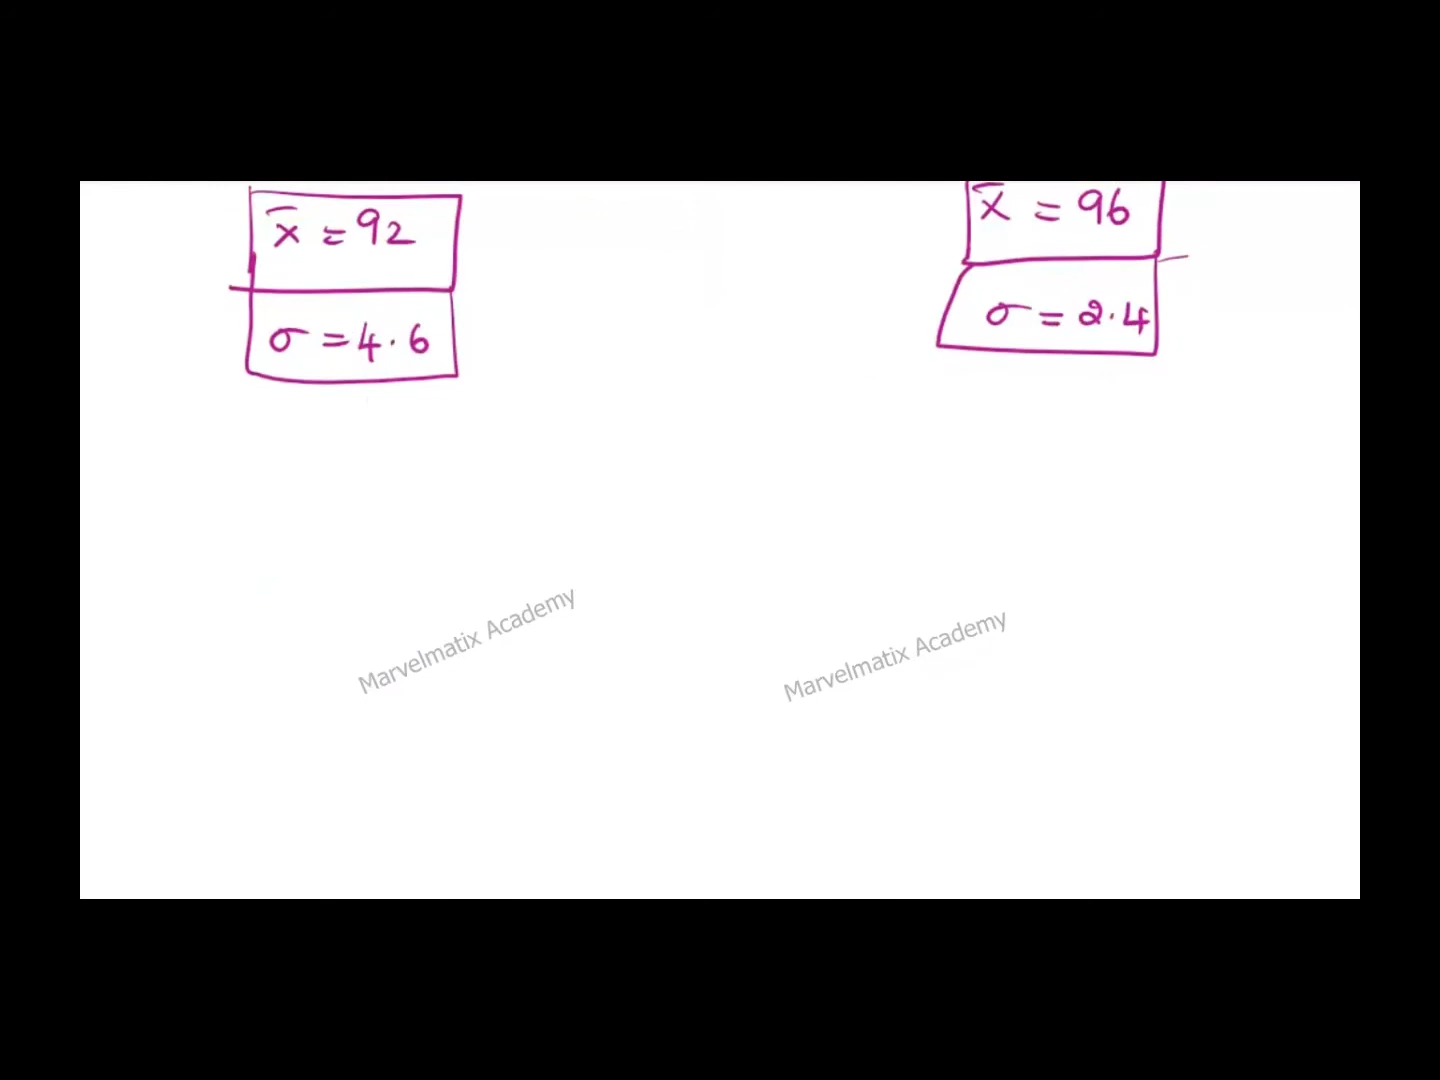 x̄ = 92
σ = 4.6
x̄ = 96
σ = 2.4
Marvelmatix Academy
Marvelmatix Academy